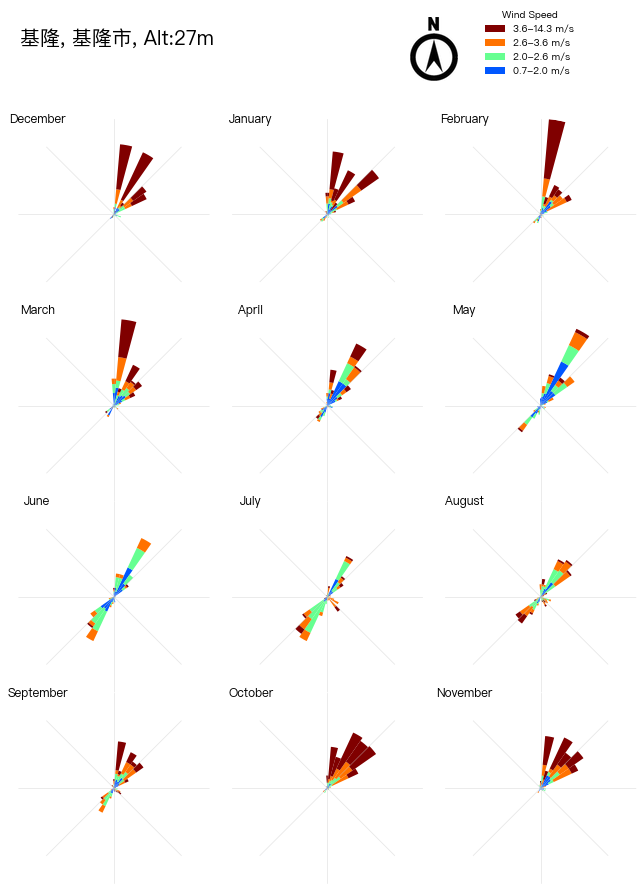 基隆, 基隆市, Alt:27m
N
Wind Speed
3.6–14.3 m/s
2.6–3.6 m/s
2.0–2.6 m/s
0.7–2.0 m/s
December
January
February
March
April
May
June
July
August
September
October
November